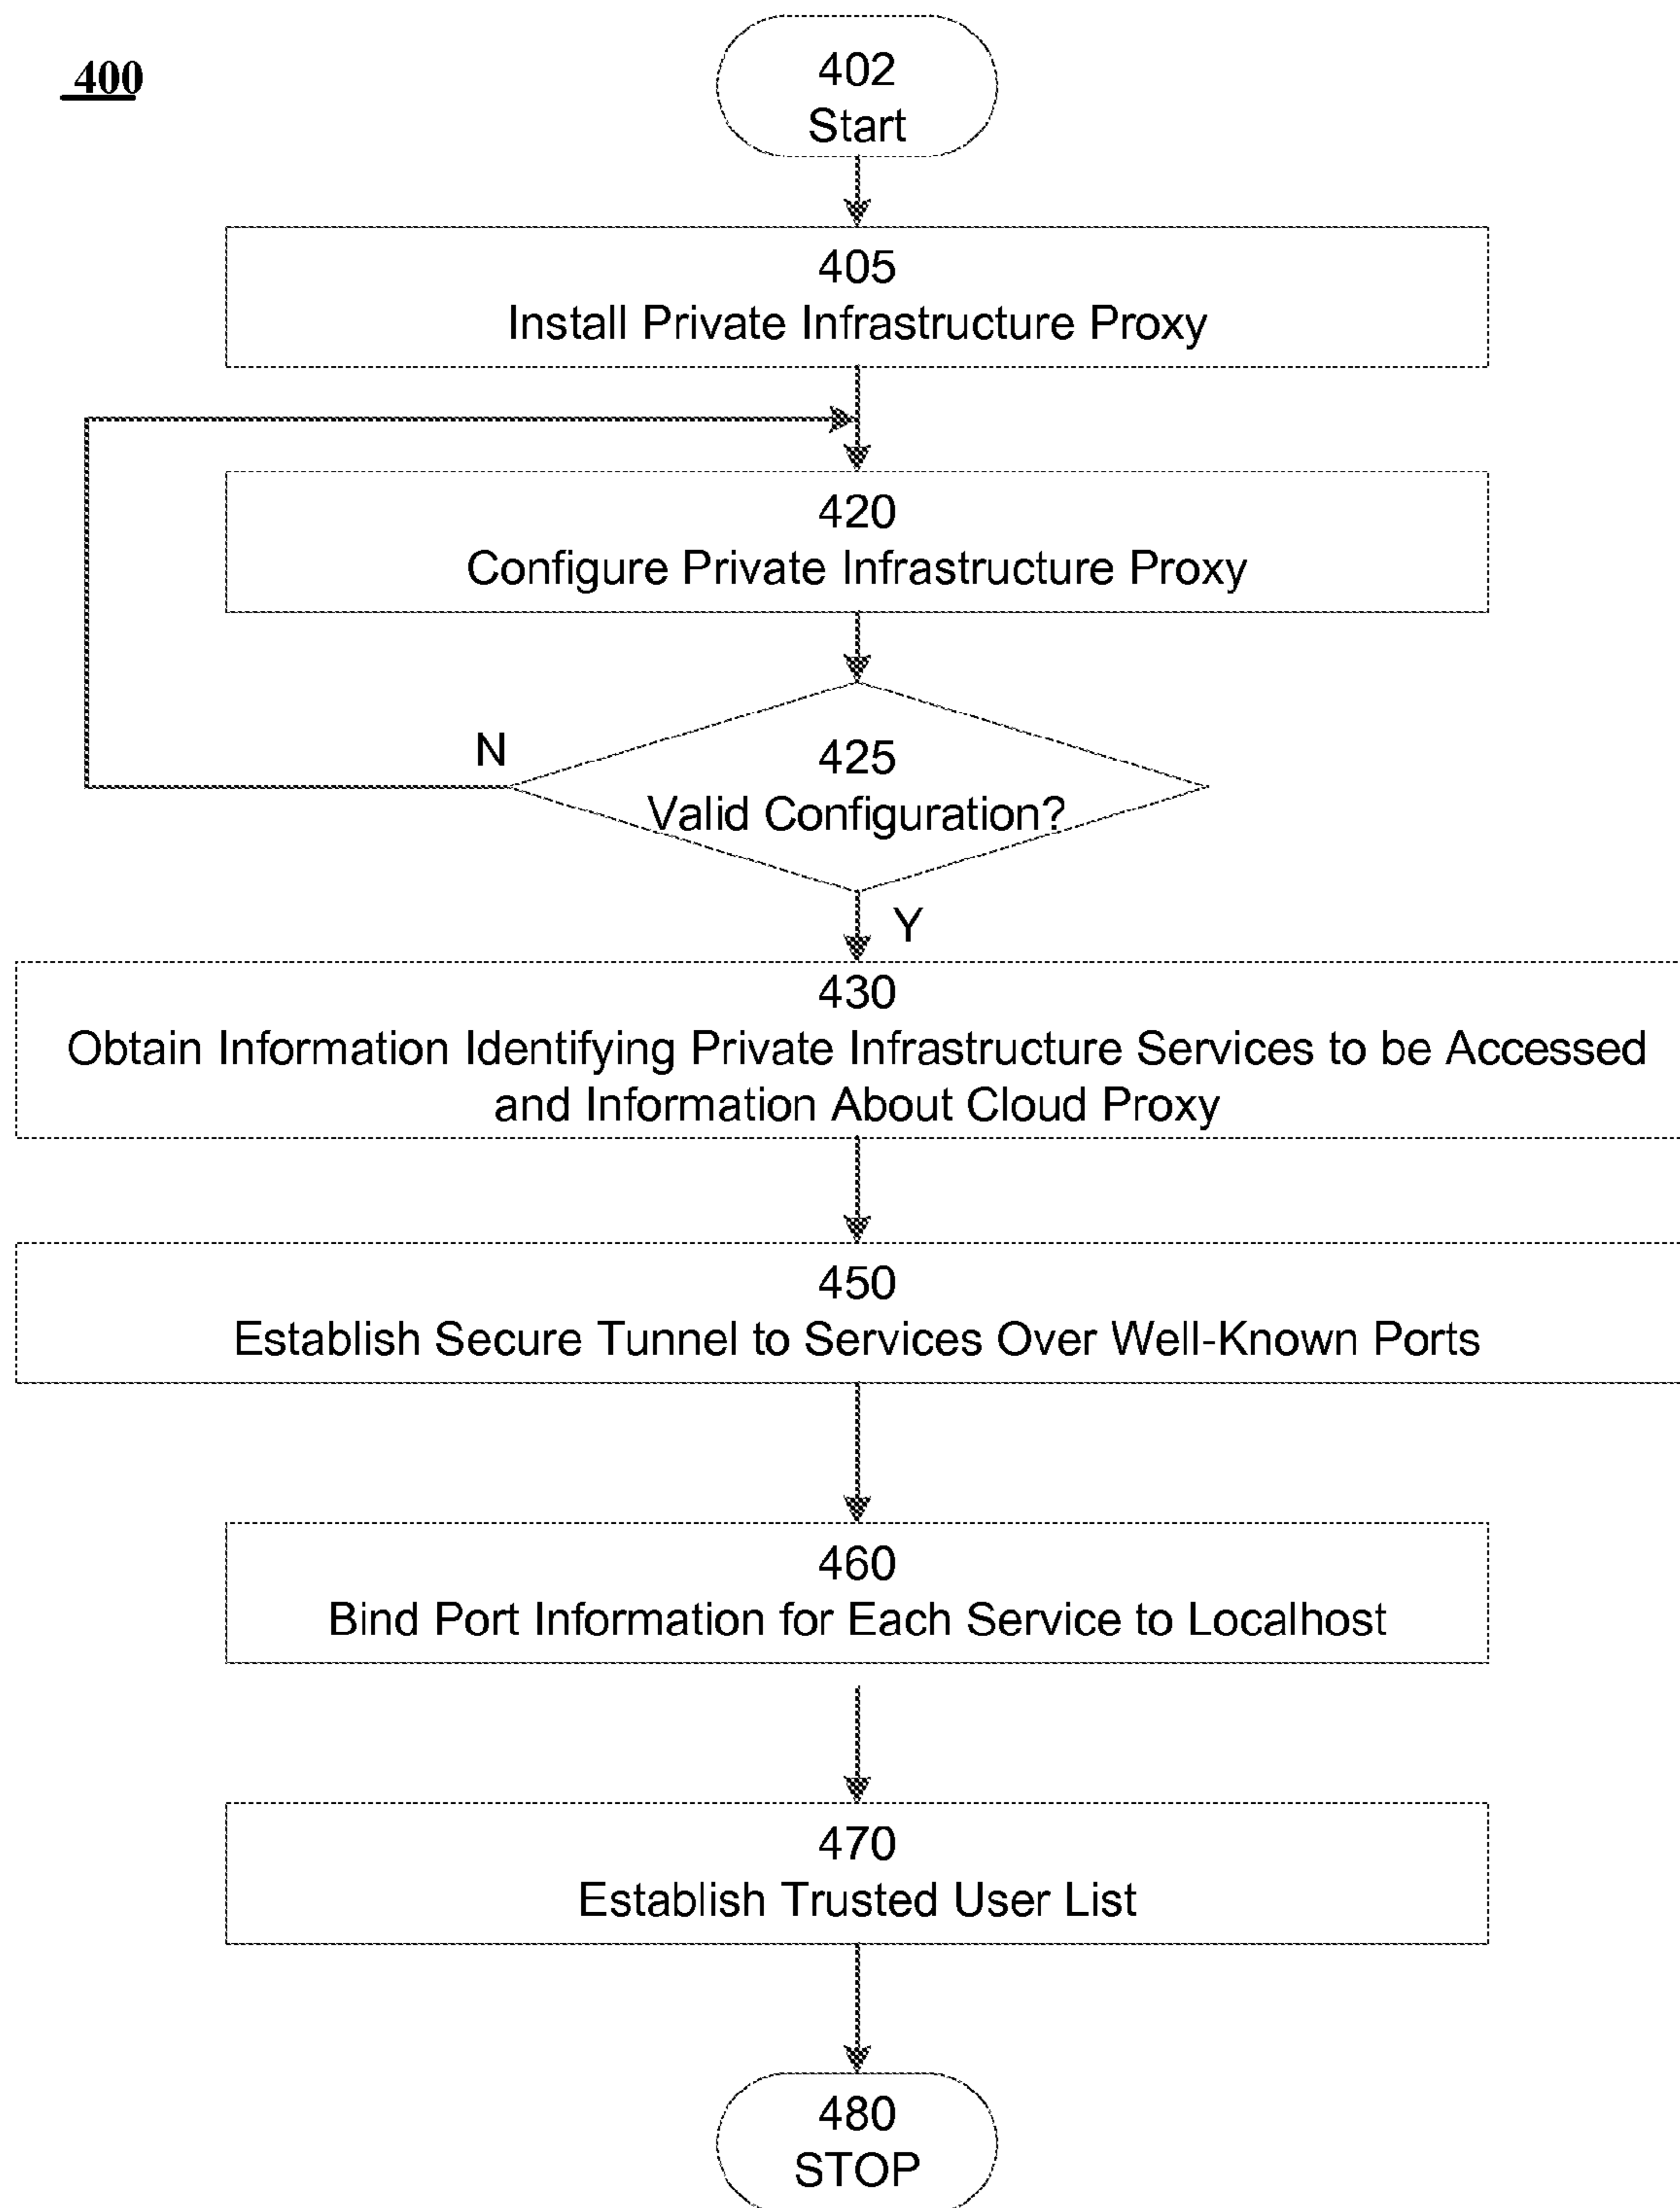 400
402
Start
405
Install Private Infrastructure Proxy
420
Configure Private Infrastructure Proxy
N
425
Valid Configuration?
Y
430
Obtain Information Identifying Private Infrastructure Services to be Accessed
and Information About Cloud Proxy
450
Establish Secure Tunnel to Services Over Well-Known Ports
460
Bind Port Information for Each Service to Localhost
470
Establish Trusted User List
480
STOP